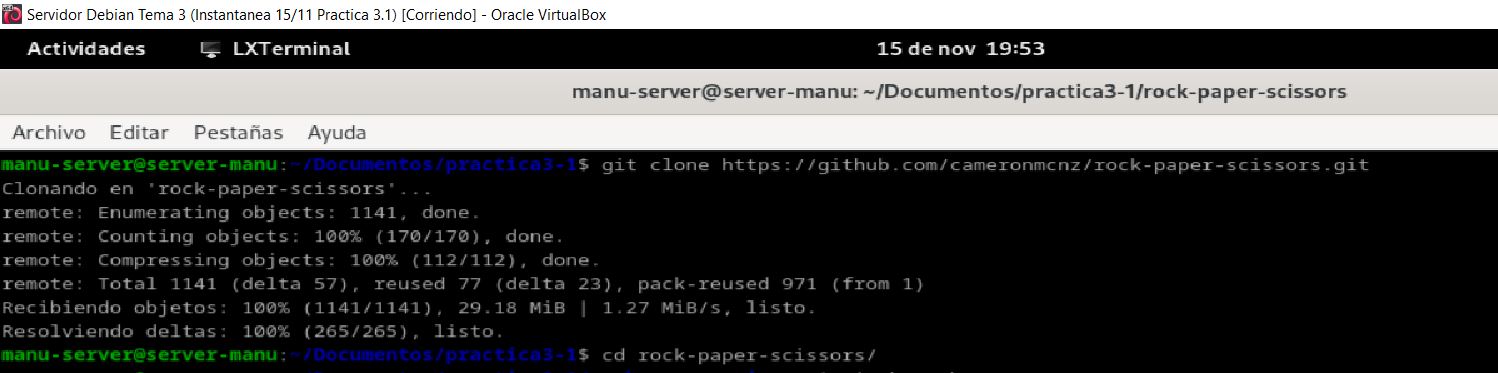 Servidor Debian Tema 3 (Instantanea 15/11 Practica 3.1) [Corriendo] - Oracle VirtualBox
Actividades LXTerminal 15 de nov 19:53
manu-server@server-manu: ~/Documentos/practica3-1/rock-paper-scissors
Archivo Editar Pestañas Ayuda
manu-server@server-manu:~/Documentos/practica3-1$ git clone https://github.com/cameronmcnz/rock-paper-scissors.git
Clonando en 'rock-paper-scissors'...
remote: Enumerating objects: 1141, done.
remote: Counting objects: 100% (170/170), done.
remote: Compressing objects: 100% (112/112), done.
remote: Total 1141 (delta 57), reused 77 (delta 23), pack-reused 971 (from 1)
Recibiendo objetos: 100% (1141/1141), 29.18 MiB | 1.27 MiB/s, listo.
Resolviendo deltas: 100% (265/265), listo.
manu-server@server-manu:~/Documentos/practica3-1$ cd rock-paper-scissors/